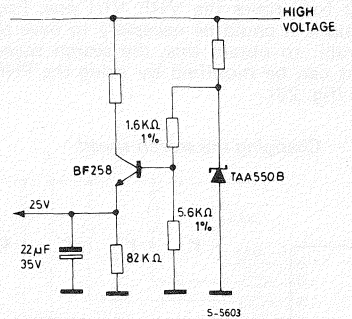 HIGH
VOLTAGE
1.6KΩ
1%
BF258
TAA550B
25V
5.6KΩ
1%
22µF
35V
82KΩ
S-5603